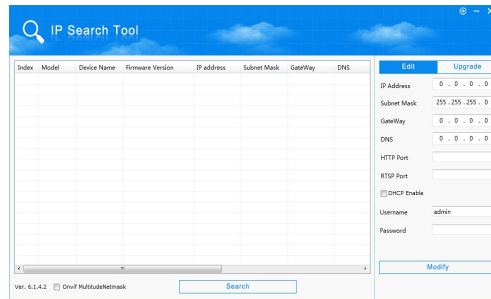 IP Search Tool
Index Model Device Name Firmware Version IP address Subnet Mask GateWay DNS
Edit Upgrade
IP Address 0 . 0 . 0 . 0
Subnet Mask 255 . 255 . 255 . 0
GateWay 0 . 0 . 0 . 0
DNS 0 . 0 . 0 . 0
HTTP Port
RTSP Port
DHCP Enable
Username admin
Password
Modify
Ver. 6.1.4.2 Onvif MultitudeNetmask Search